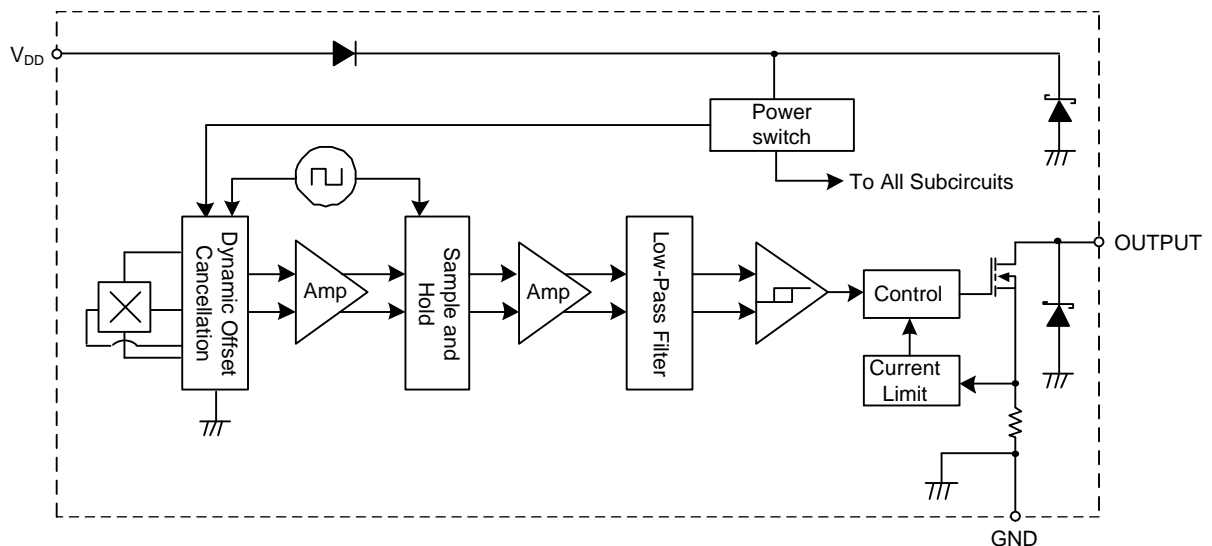 VDD
Power
switch
To All Subcircuits
Dynamic Offset
Cancellation
Amp
Sample and
Hold
Amp
Low-Pass Filter
Control
Current
Limit
OUTPUT
GND